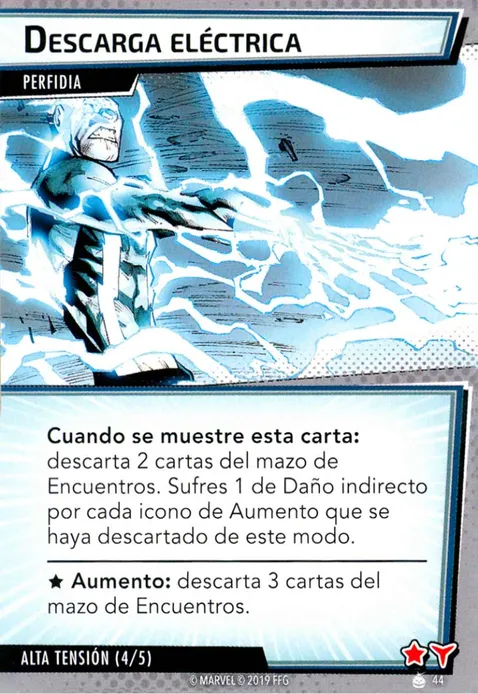 DESCARGA ELÉCTRICA
PERFIDIA
Cuando se muestre esta carta:
descarta 2 cartas del mazo de
Encuentros. Sufres 1 de Daño indirecto
por cada icono de Aumento que se
haya descartado de este modo.
★ Aumento: descarta 3 cartas del
mazo de Encuentros.
ALTA TENSIÓN (4/5)
© MARVEL © 2019 FFG
44